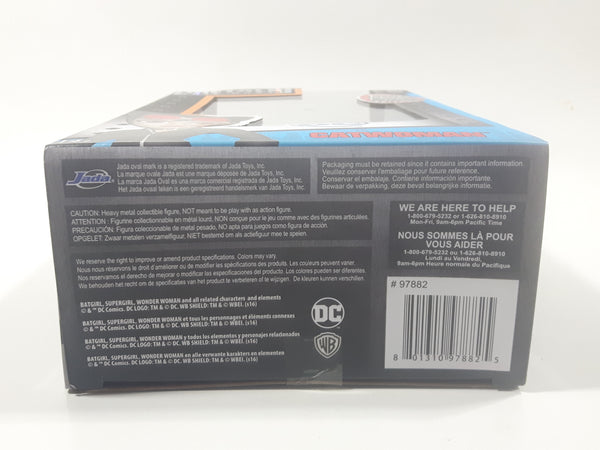 CATWOMAN
Jada
Jada oval mark is a registered trademark of Jada Toys, Inc.
La marque ovale Jada est une marque déposée de Jada Toys, Inc.
La marca Jada Oval es una marca comercial rejistrada de Jada Toys, Inc.
Het Jada ovaal teken is een geregistreerd handelsmerk van Jada Toys, Inc.
Packaging must be retained since it contains important information.
Veuillez conserver l'emballage pour future référence.
Conservar el embalaje. Contiene información importante.
Bewaar de verpakking, deze bevat belangrijke informatie.
CAUTION: Heavy metal collectible figure, NOT meant to be play with as action figure.
ATTENTION : Figurine collectionnable en métal lourd, NON conçue pour le jeu comme avec des figurines articulées.
PRECAUCIÓN: Figura coleccionable de metal pesado, NO apta para juegos como figura de acción.
OPGELET: Zwaar metalen verzamelfiguur. NIET bestemd om als actiefiguur mee te spelen.
We reserve the right to improve or amend product specifications. Colors may vary.
Nous nous réservons le droit d'améliorer ou de modifier les spécifications des produits. Les couleurs peuvent varier.
Nos reservamos el derecho de mejorar o modificar las especificaciones del producto. Los colores pueden ser diferentes.
We behouden ons het recht voor om de productspecificaties te verbeteren of te wijzigen. Kleuren kunnen variëren.
BATGIRL, SUPERGIRL, WONDER WOMAN and all related characters and elements
© & ™ DC Comics. DC LOGO: TM & © DC. WB SHIELD: TM & © WBEI. (s16)
BATGIRL, SUPERGIRL, WONDER WOMAN et tous les personnages et éléments connexes
© & ™ DC Comics. DC LOGO: TM & © DC. WB SHIELD: TM & © WBEI. (s16)
BATGIRL, SUPERGIRL, WONDER WOMAN y todos los elementos y personajes relacionados
© & ™ DC Comics. DC LOGO: TM & © DC. WB SHIELD: TM & © WBEI. (s16)
BATGIRL, SUPERGIRL, WONDER WOMAN en alle verwante karakters en elementen
© & ™ DC Comics. DC LOGO: TM & © DC. WB SHIELD: TM & © WBEI. (s16)
DC
WB
WE ARE HERE TO HELP
1-800-679-5232 or 1-626-810-8910
Mon-Fri, 9am-6pm Pacific Time
NOUS SOMMES LÀ POUR
VOUS AIDER
1-800-679-5232 ou 1-626-810-8910
Lundi au Vendredi,
9am-6pm Heure normale du Pacifique
# 97882
8 01310 97882 5